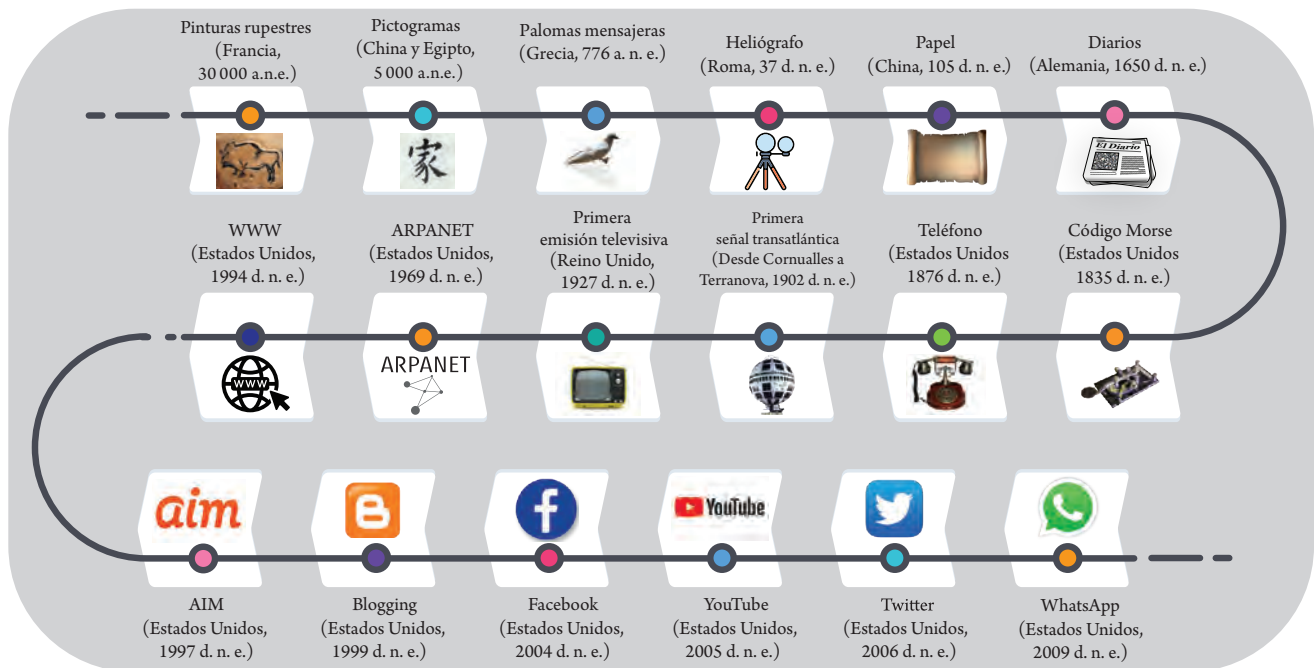 Pinturas rupestres
(Francia,
30 000 a.n.e.)
Pictogramas
(China y Egipto,
5 000 a.n.e.)
Palomas mensajeras
(Grecia, 776 a. n. e.)
Heliógrafo
(Roma, 37 d. n. e.)
Papel
(China, 105 d. n. e.)
Diarios
(Alemania, 1650 d. n. e.)
家
El Diario
Código Morse
(Estados Unidos
1835 d. n. e.)
Teléfono
(Estados Unidos
1876 d. n. e.)
Primera
señal transatlántica
(Desde Cornualles a
Terranova, 1902 d. n. e.)
Primera
emisión televisiva
(Reino Unido,
1927 d. n. e.)
ARPANET
(Estados Unidos,
1969 d. n. e.)
ARPANET
WWW
(Estados Unidos,
1994 d. n. e.)
WWW
aim
AIM
(Estados Unidos,
1997 d. n. e.)
Blogging
(Estados Unidos,
1999 d. n. e.)
f
Facebook
(Estados Unidos,
2004 d. n. e.)
YouTube
YouTube
(Estados Unidos,
2005 d. n. e.)
Twitter
(Estados Unidos,
2006 d. n. e.)
WhatsApp
(Estados Unidos,
2009 d. n. e.)